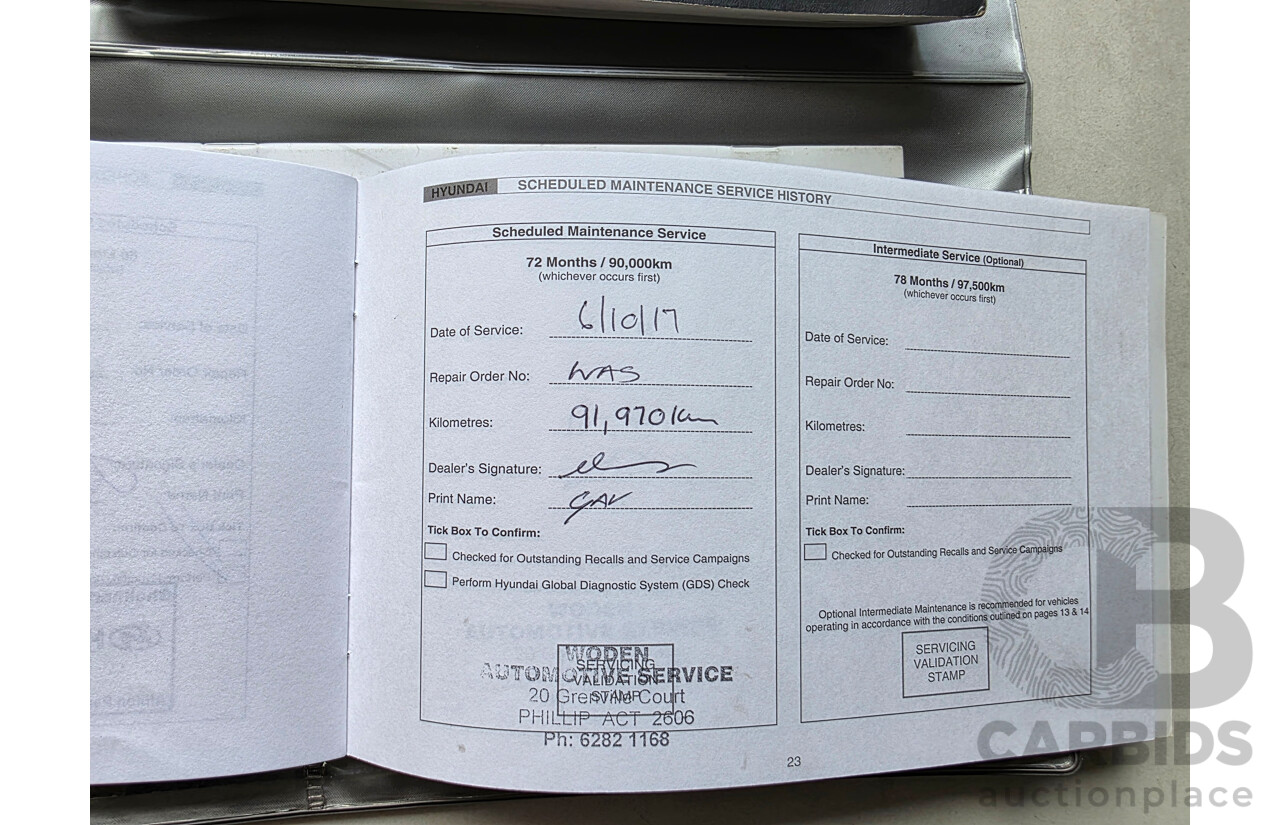 HYUNDAI SCHEDULED MAINTENANCE SERVICE HISTORY
Scheduled Maintenance Service
72 Months / 90,000km
(whichever occurs first)
Date of Service: 6/10/17
Repair Order No: WAS
Kilometres: 91,970km
Dealer's Signature:
Print Name: GAV
Tick Box To Confirm:
Checked for Outstanding Recalls and Service Campaigns
Perform Hyundai Global Diagnostic System (GDS) Check
WODEN
AUTOMOTIVE SERVICE
20 Grenville Court
PHILLIP ACT 2606
Ph: 6282 1168
SERVICING
VALIDATION
STAMP
Intermediate Service (Optional)
78 Months / 97,500km
(whichever occurs first)
Date of Service:
Repair Order No:
Kilometres:
Dealer's Signature:
Print Name:
Tick Box To Confirm:
Checked for Outstanding Recalls and Service Campaigns
Optional Intermediate Maintenance is recommended for vehicles
operating in accordance with the conditions outlined on pages 13 & 14
SERVICING
VALIDATION
STAMP
23
CB
CARBIDS
auctionplace